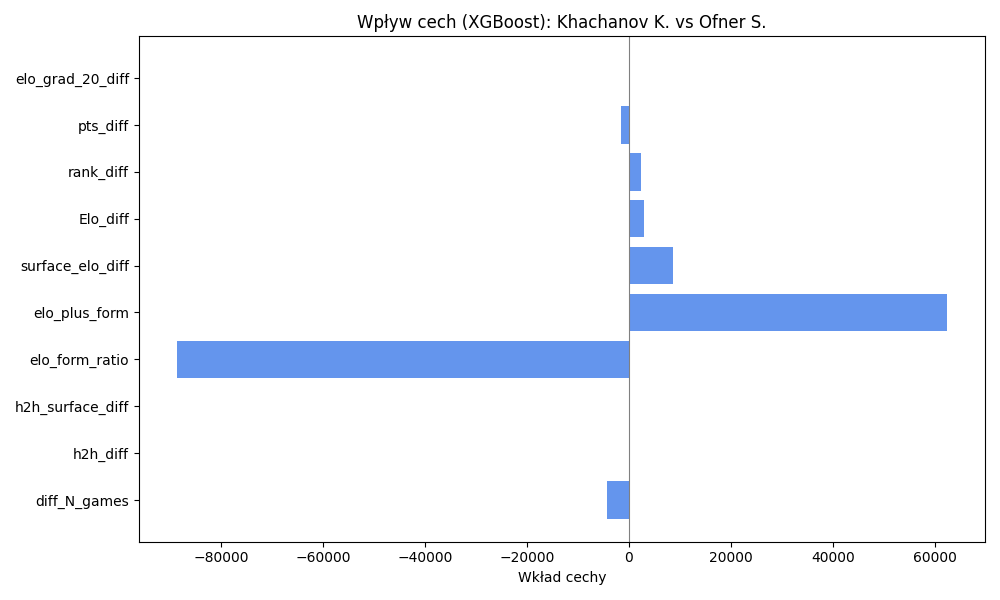 Wpływ cech (XGBoost): Khachanov K. vs Ofner S.
elo_grad_20_diff
pts_diff
rank_diff
Elo_diff
surface_elo_diff
elo_plus_form
elo_form_ratio
h2h_surface_diff
h2h_diff
diff_N_games
−80000 −60000 −40000 −20000 0 20000 40000 60000
Wkład cechy